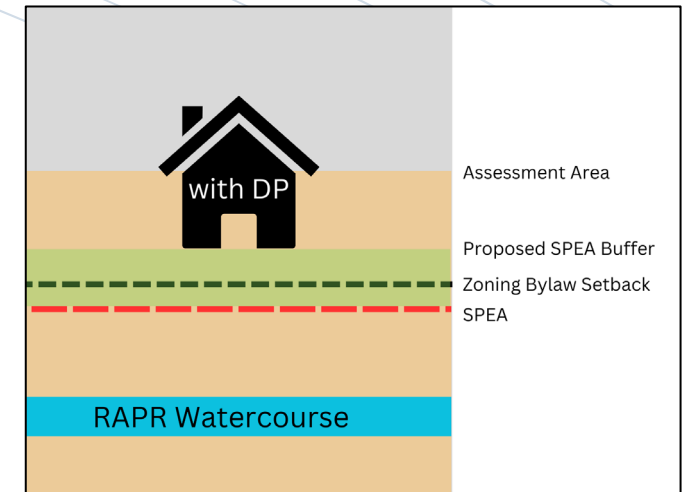 with DP
Assessment Area
Proposed SPEA Buffer
Zoning Bylaw Setback
SPEA
RAPR Watercourse